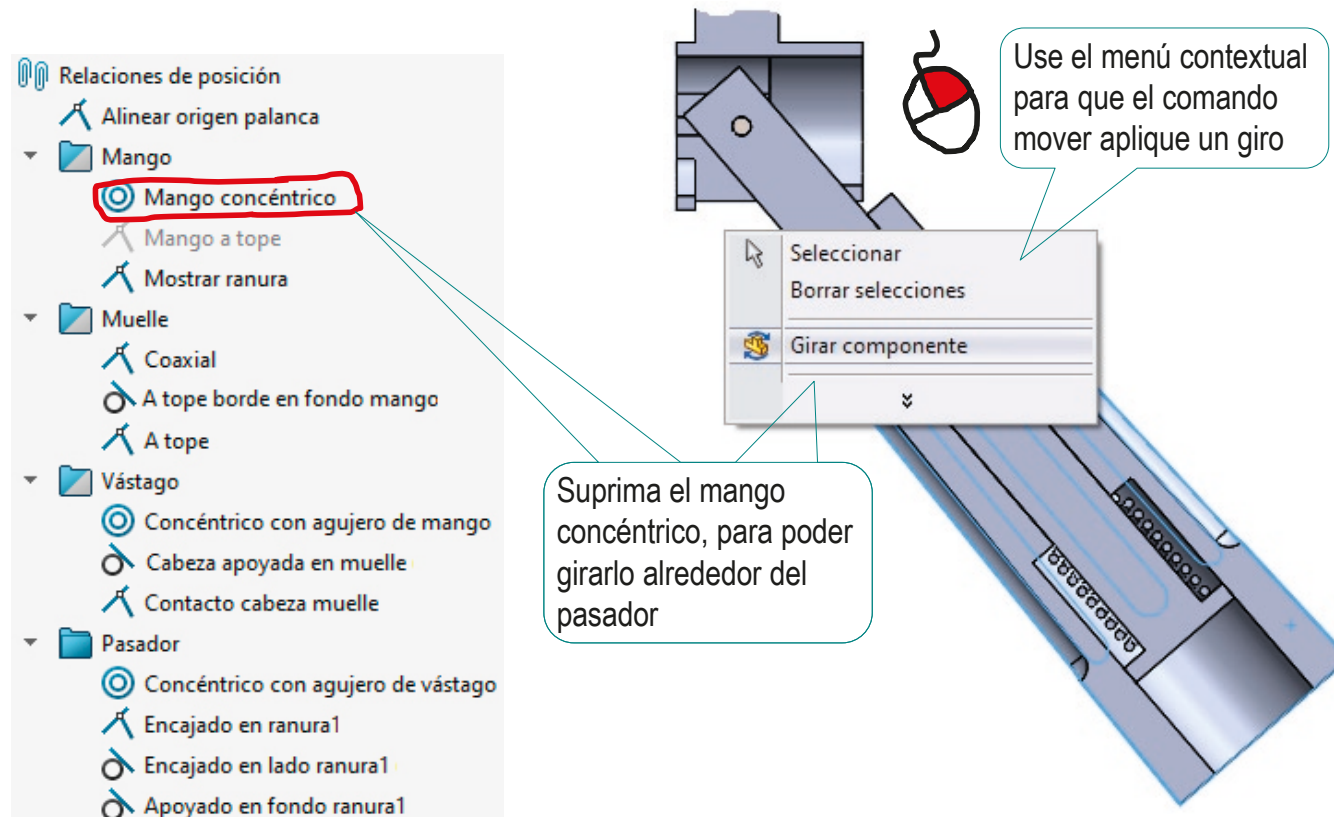 Relaciones de posición
Alinear origen palanca
Mango
Mango concéntrico
Mango a tope
Mostrar ranura
Muelle
Coaxial
A tope borde en fondo mango
A tope
Vástago
Concéntrico con agujero de mango
Cabeza apoyada en muelle
Contacto cabeza muelle
Pasador
Concéntrico con agujero de vástago
Encajado en ranura1
Encajado en lado ranura1
Apoyado en fondo ranura1
Use el menú contextual
para que el comando
mover aplique un giro
Seleccionar
Borrar selecciones
Girar componente
Suprima el mango
concéntrico, para poder
girarlo alrededor del
pasador